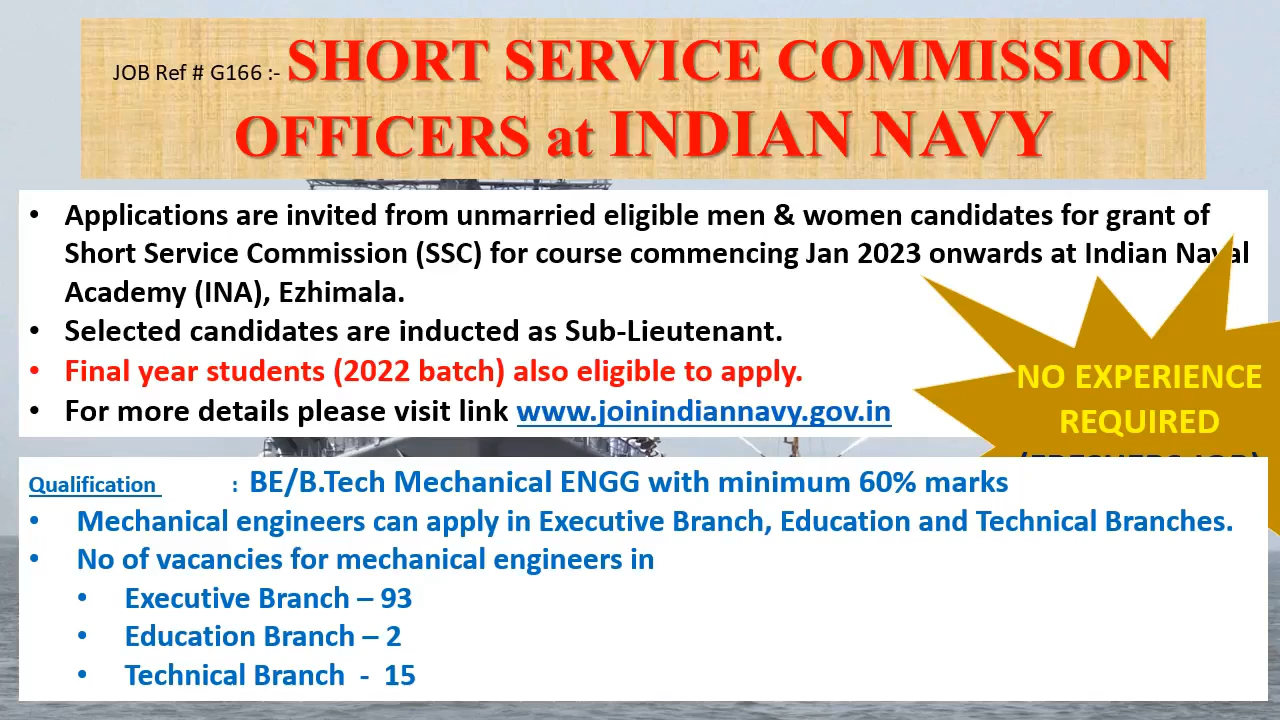 JOB Ref # G166 :- SHORT SERVICE COMMISSION
OFFICERS at INDIAN NAVY
• Applications are invited from unmarried eligible men & women candidates for grant of
Short Service Commission (SSC) for course commencing Jan 2023 onwards at Indian Naval
Academy (INA), Ezhimala.
• Selected candidates are inducted as Sub-Lieutenant.
• Final year students (2022 batch) also eligible to apply.
• For more details please visit link www.joinindiannavy.gov.in
NO EXPERIENCE
REQUIRED
(FRESHERS JOB)
Qualification : BE/B.Tech Mechanical ENGG with minimum 60% marks
• Mechanical engineers can apply in Executive Branch, Education and Technical Branches.
• No of vacancies for mechanical engineers in
• Executive Branch – 93
• Education Branch – 2
• Technical Branch - 15